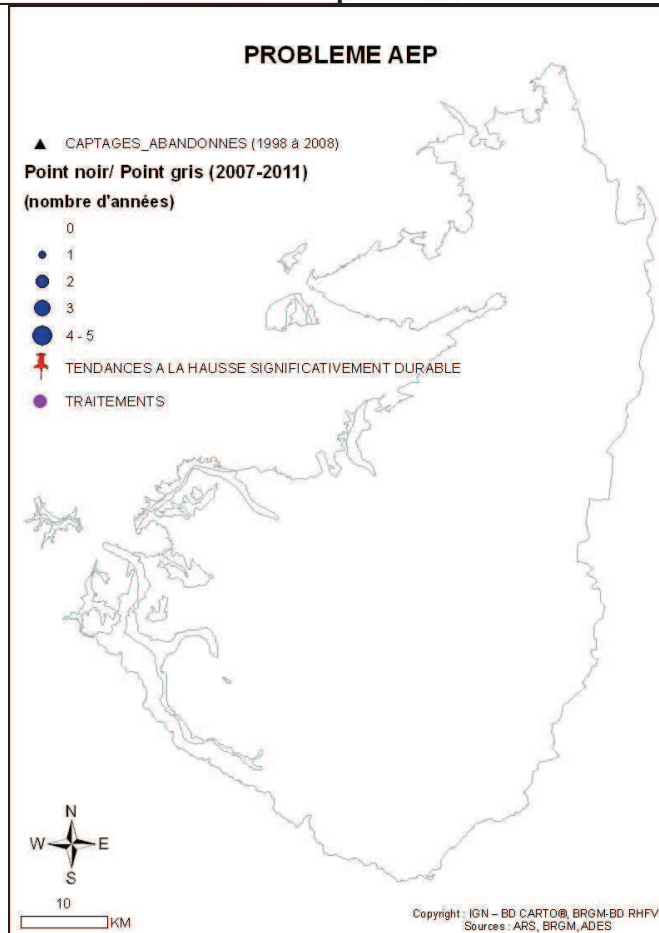 PROBLEME AEP
▲ CAPTAGES_ABANDONNES (1998 à 2008)
Point noir/ Point gris (2007-2011)
(nombre d'années)
0
1
2
3
4 - 5
TENDANCES A LA HAUSSE SIGNIFICATIVEMENT DURABLE
TRAITEMENTS
N
W E
S
10
KM
Copyright : IGN – BD CARTO®, BRGM-BD RHFV
Sources : ARS, BRGM, ADES